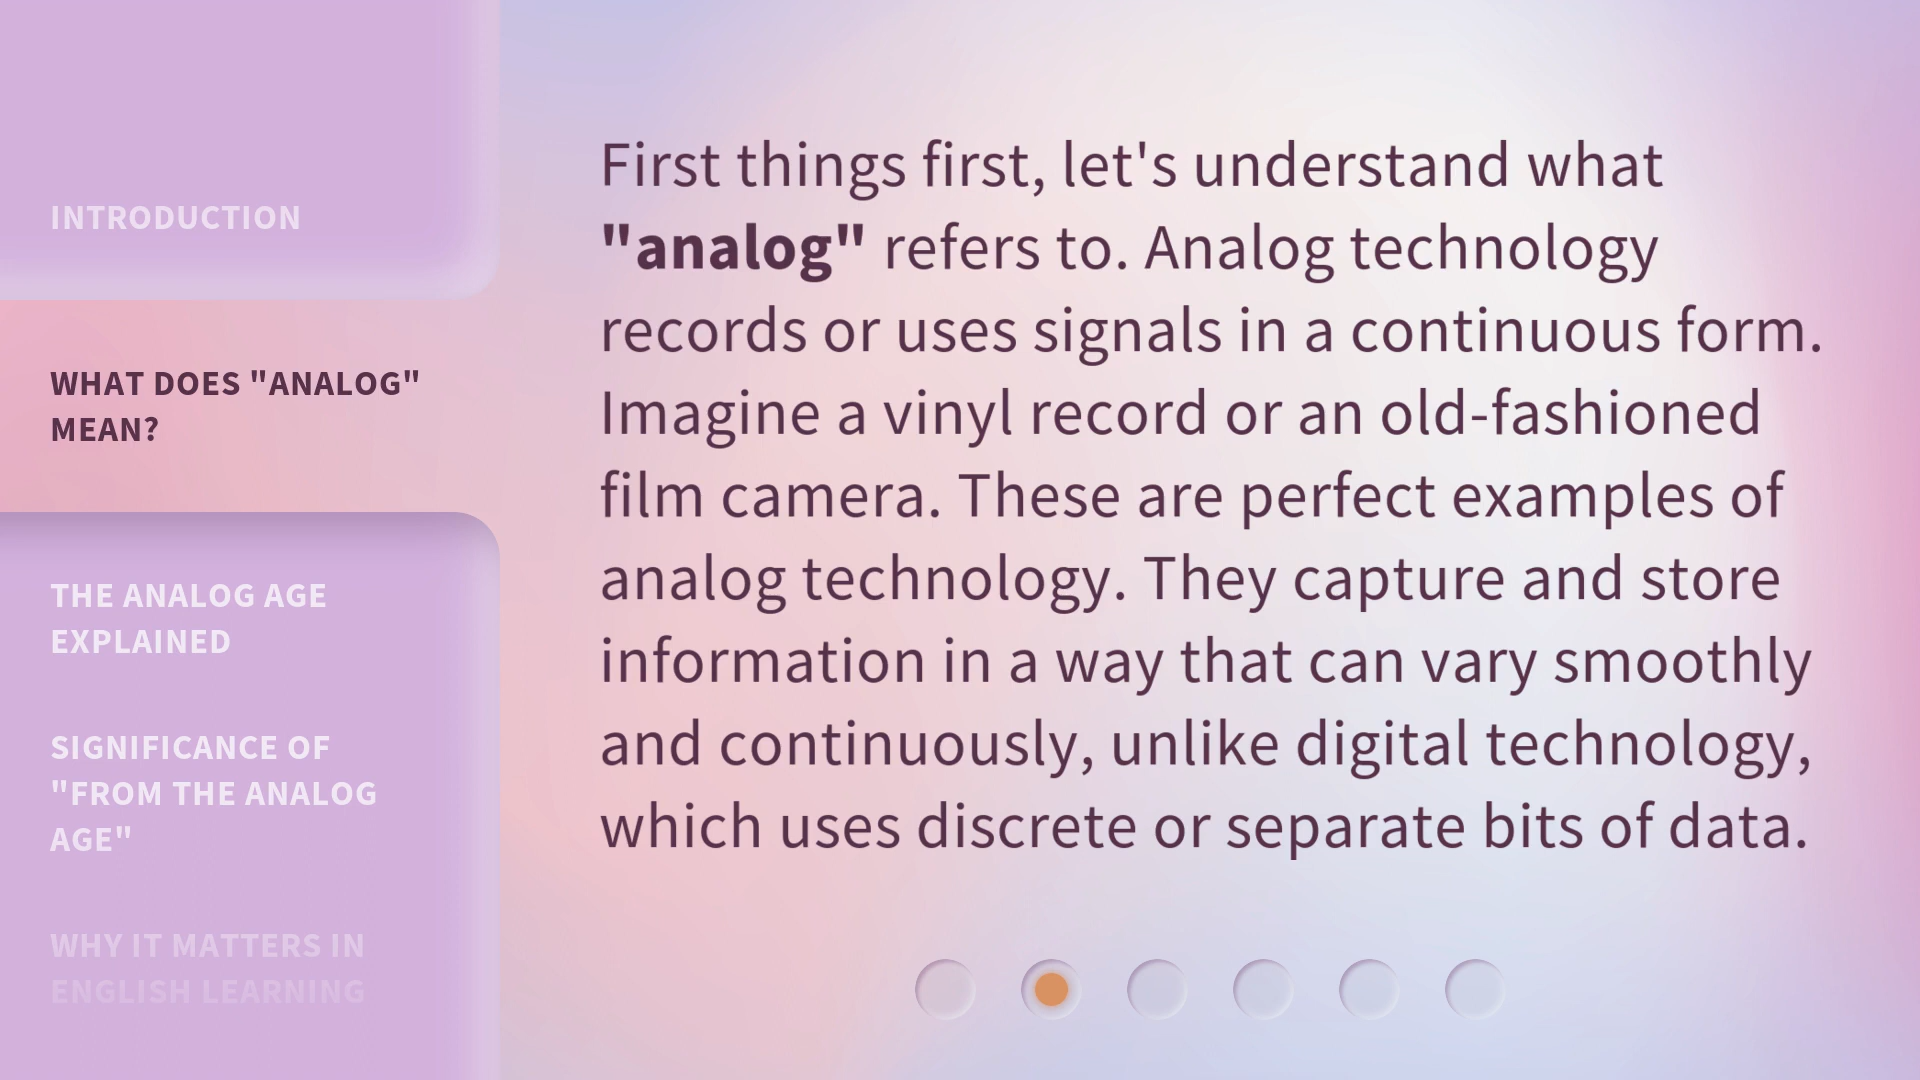 INTRODUCTION
WHAT DOES "ANALOG"
MEAN?
THE ANALOG AGE
EXPLAINED
SIGNIFICANCE OF
"FROM THE ANALOG
AGE"
WHY IT MATTERS IN
ENGLISH LEARNING
First things first, let's understand what
"analog" refers to. Analog technology
records or uses signals in a continuous form.
Imagine a vinyl record or an old-fashioned
film camera. These are perfect examples of
analog technology. They capture and store
information in a way that can vary smoothly
and continuously, unlike digital technology,
which uses discrete or separate bits of data.